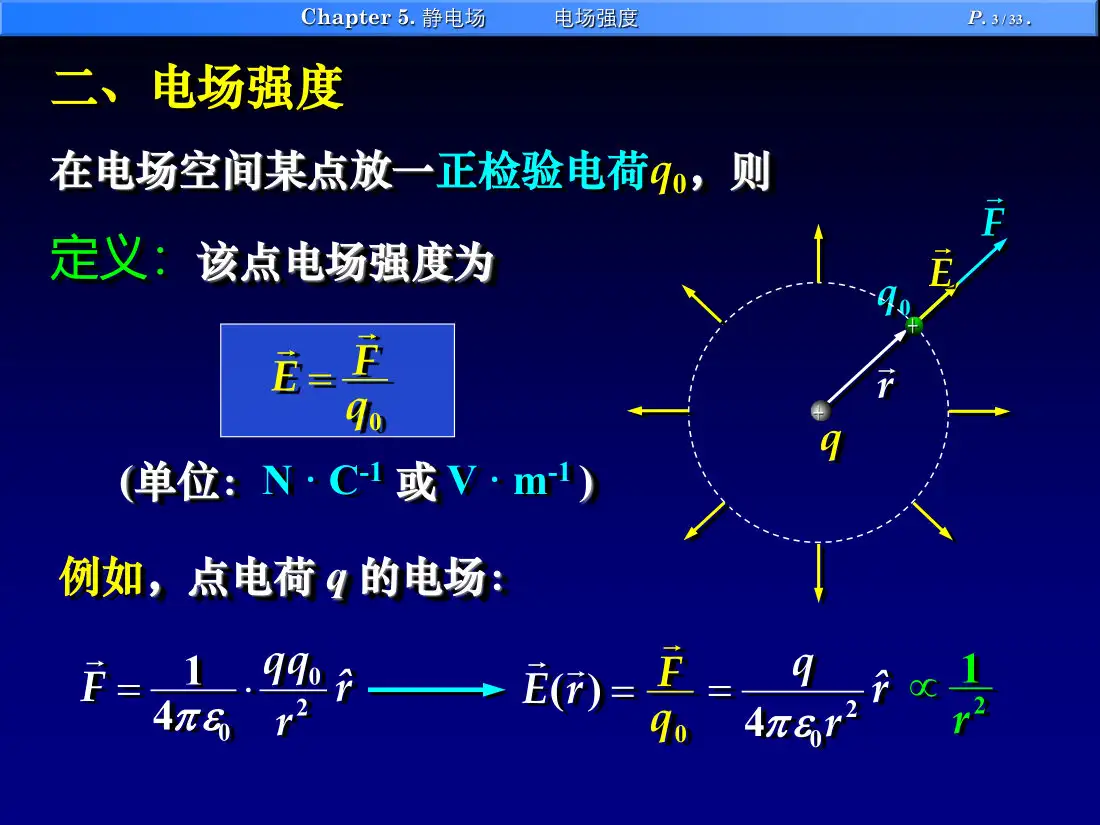 Chapter 5. 静电场 电场强度 P. 3 / 33 .
二、电场强度
在电场空间某点放一正检验电荷q₀，则
定义：该点电场强度为
E⃗ = F⃗ / q₀
(单位：N · C⁻¹ 或 V · m⁻¹ )
例如，点电荷 q 的电场：
F⃗ = 1 / 4πε₀ · qq₀ / r² r̂ → E⃗(r⃗) = F⃗ / q₀ = q / 4πε₀r² r̂ ∝ 1 / r²
F⃗
E⃗
q₀
r⃗
q